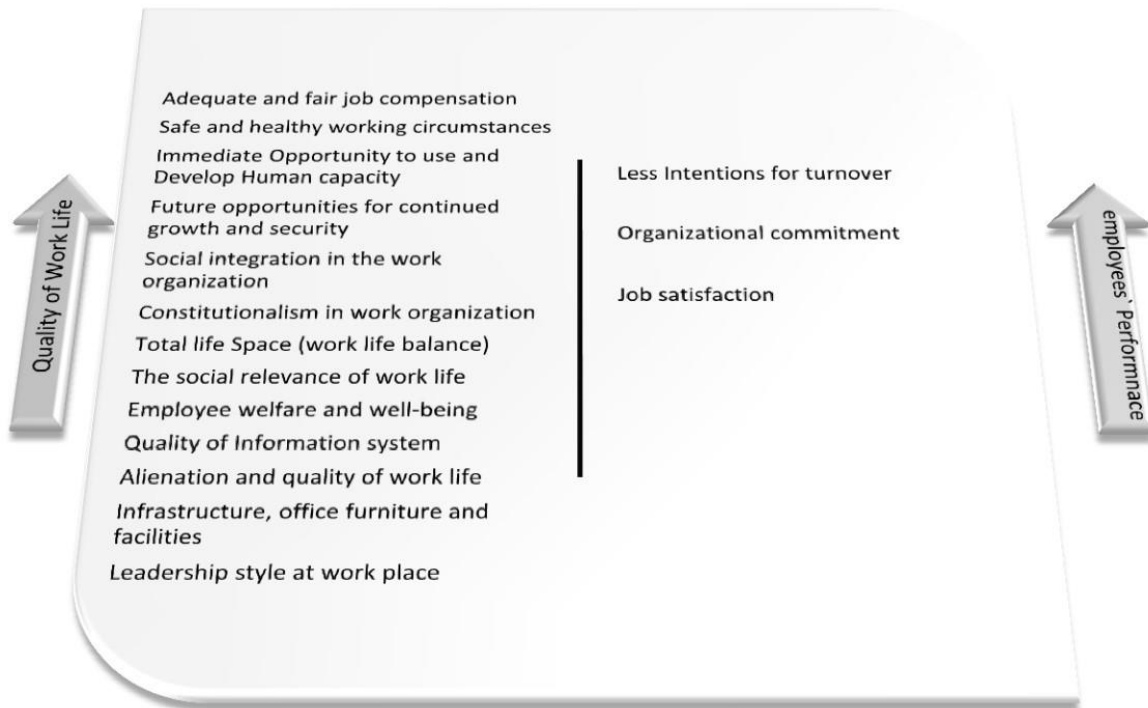 Quality of Work Life
Adequate and fair job compensation
Safe and healthy working circumstances
Immediate Opportunity to use and
Develop Human capacity
Future opportunities for continued
growth and security
Social integration in the work
organization
Constitutionalism in work organization
Total life Space (work life balance)
The social relevance of work life
Employee welfare and well-being
Quality of Information system
Alienation and quality of work life
Infrastructure, office furniture and
facilities
Leadership style at work place
Less Intentions for turnover
Organizational commitment
Job satisfaction
employees` Performnace